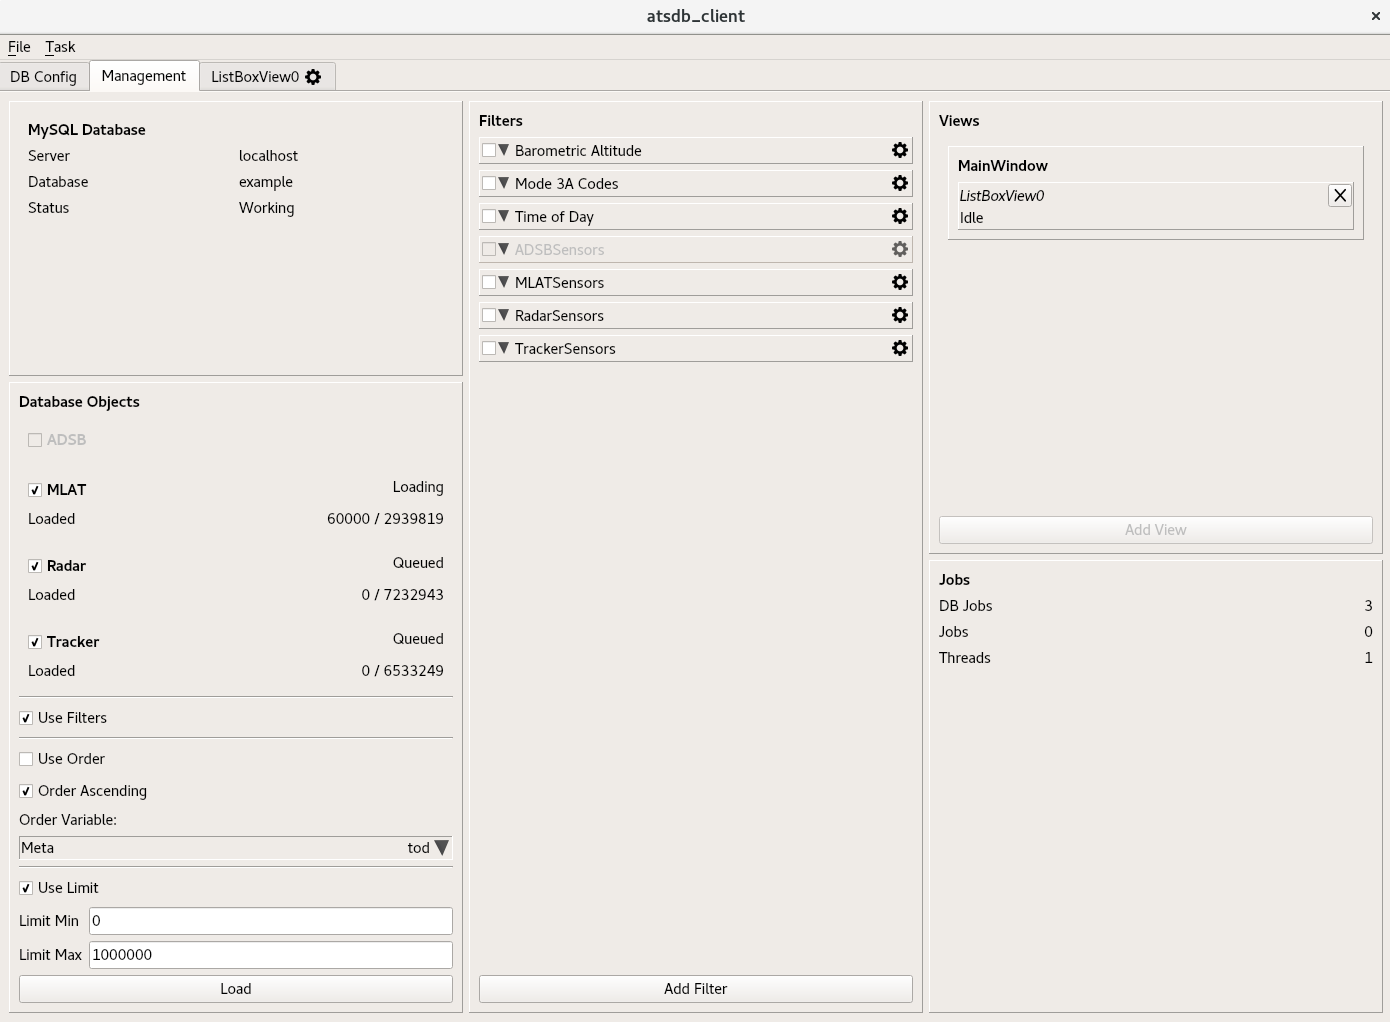 atsdb_client
File Task
DB Config Management ListBoxView0
MySQL Database
Server localhost
Database example
Status Working
Database Objects
ADSB
MLAT Loading
Loaded 60000 / 2939819
Radar Queued
Loaded 0 / 7232943
Tracker Queued
Loaded 0 / 6533249
Use Filters
Use Order
Order Ascending
Order Variable:
Meta tod
Use Limit
Limit Min 0
Limit Max 1000000
Load
Filters
Barometric Altitude
Mode 3A Codes
Time of Day
ADSBSensors
MLATSensors
RadarSensors
TrackerSensors
Add Filter
Views
MainWindow
ListBoxView0
Idle
Add View
Jobs
DB Jobs 3
Jobs 0
Threads 1